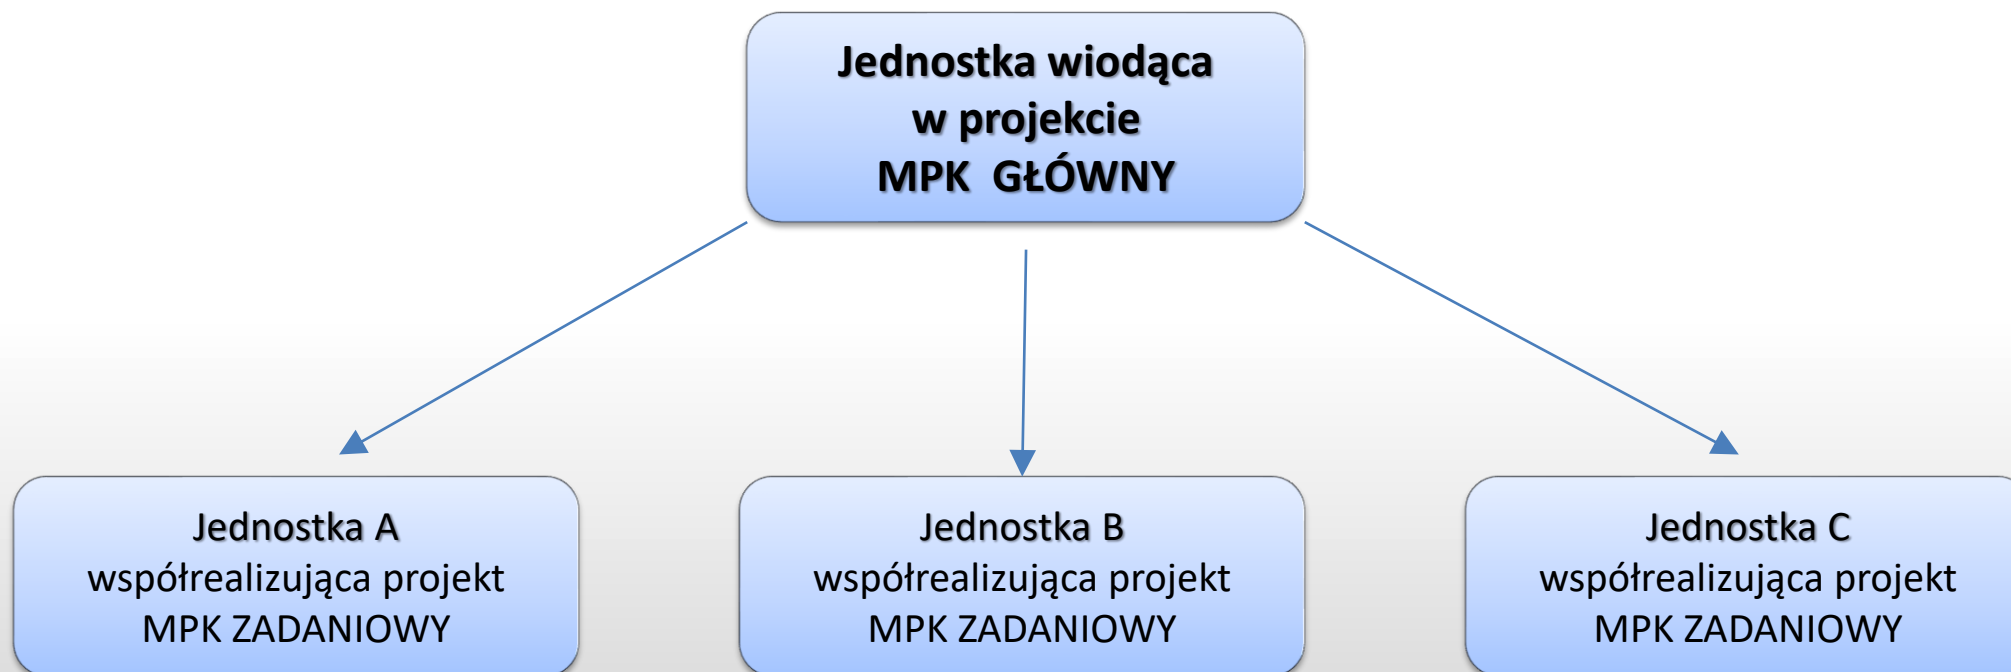 Jednostka wiodąca
w projekcie
MPK GŁÓWNY
Jednostka A
współrealizująca projekt
MPK ZADANIOWY
Jednostka B
współrealizująca projekt
MPK ZADANIOWY
Jednostka C
współrealizująca projekt
MPK ZADANIOWY